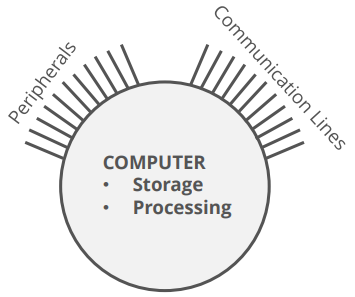 Peripherals
Communication Lines
COMPUTER
• Storage
• Processing